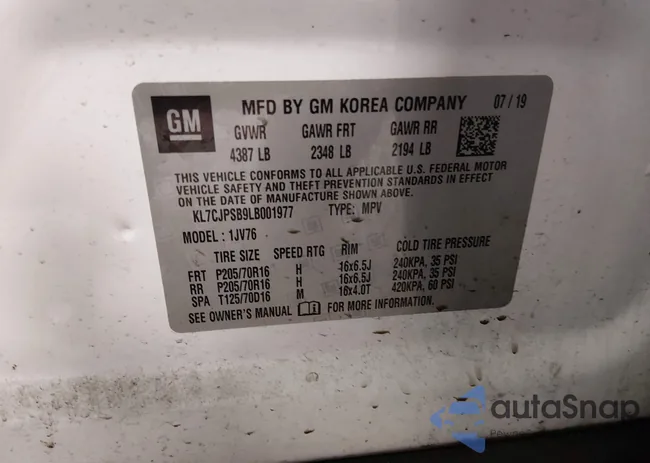 GM MFD BY GM KOREA COMPANY 07 / 19
GVWR GAWR FRT GAWR RR
4387 LB 2348 LB 2194 LB
THIS VEHICLE CONFORMS TO ALL APPLICABLE U.S. FEDERAL MOTOR
VEHICLE SAFETY AND THEFT PREVENTION STANDARDS IN EFFECT
ON THE DATE OF MANUFACTURE SHOWN ABOVE.
KL7CJPSB9LB001977 TYPE: MPV
MODEL: 1JV76
TIRE SIZE SPEED RTG RIM COLD TIRE PRESSURE
FRT P205/70R16 H 16x6.5J 240KPA, 35 PSI
RR P205/70R16 H 16x6.5J 240KPA, 35 PSI
SPA T125/70D16 M 16x4.0T 420KPA, 60 PSI
SEE OWNER'S MANUAL FOR MORE INFORMATION.
autoSnap
Powered